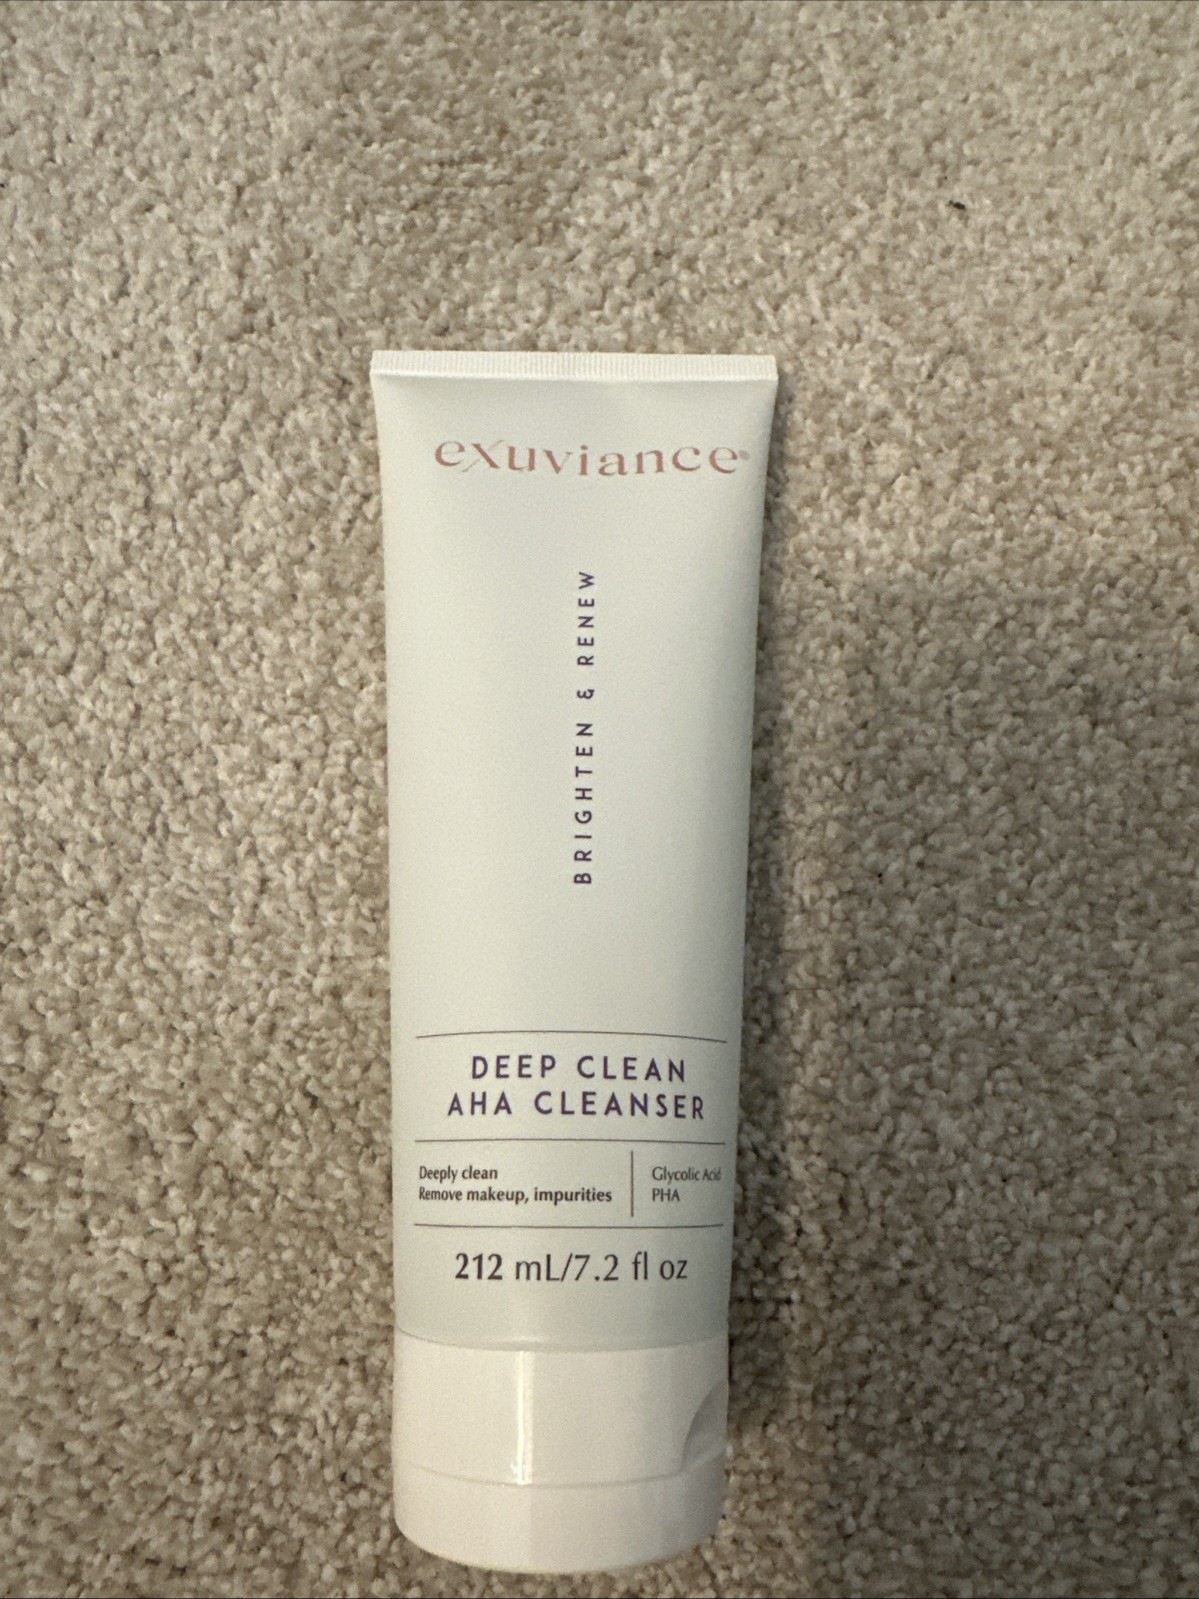 exuviance®
BRIGHTEN & RENEW
DEEP CLEAN
AHA CLEANSER
Deeply clean
Remove makeup, impurities
Glycolic Acid
PHA
212 mL/7.2 fl oz